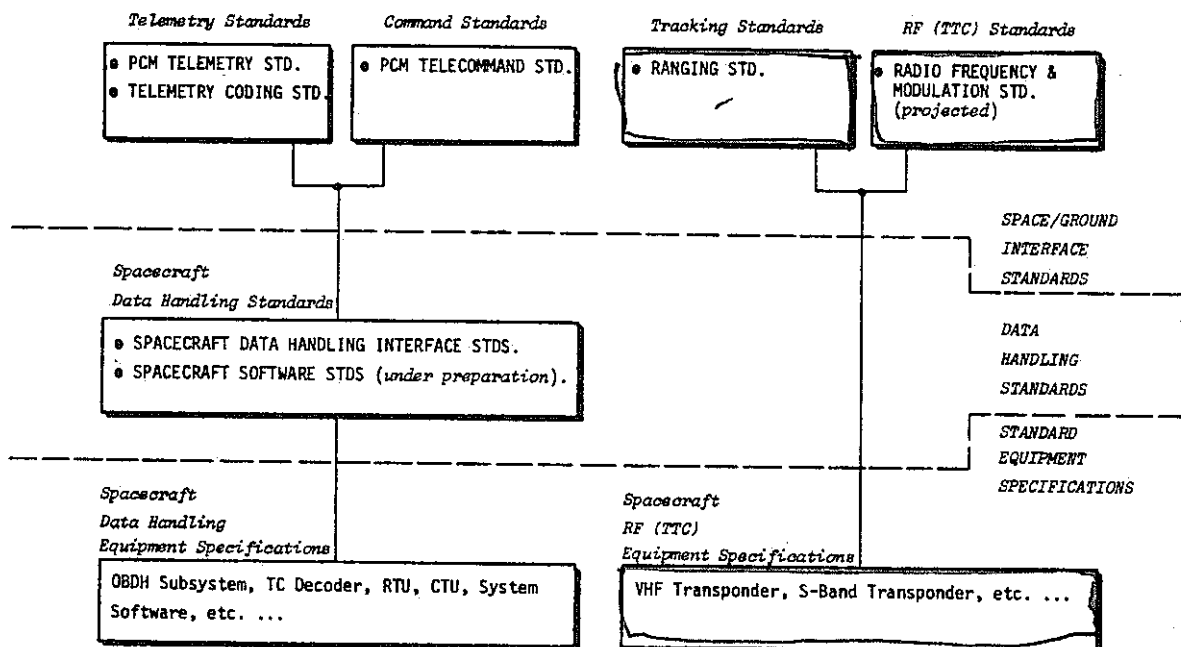 Telemetry Standards
Command Standards
Tracking Standards
RF (TTC) Standards
• PCM TELEMETRY STD.
• TELEMETRY CODING STD.
• PCM TELECOMMAND STD.
• RANGING STD.
• RADIO FREQUENCY &
MODULATION STD.
(projected)
SPACE/GROUND
INTERFACE
STANDARDS
Spacecraft
Data Handling Standards
• SPACECRAFT DATA HANDLING INTERFACE STDS.
• SPACECRAFT SOFTWARE STDS (under preparation).
DATA
HANDLING
STANDARDS
STANDARD
EQUIPMENT
SPECIFICATIONS
Spacecraft
Data Handling
Equipment Specifications
OBDH Subsystem, TC Decoder, RTU, CTU, System
Software, etc. ...
Spacecraft
RF (TTC)
Equipment Specifications
VHF Transponder, S-Band Transponder, etc. ...